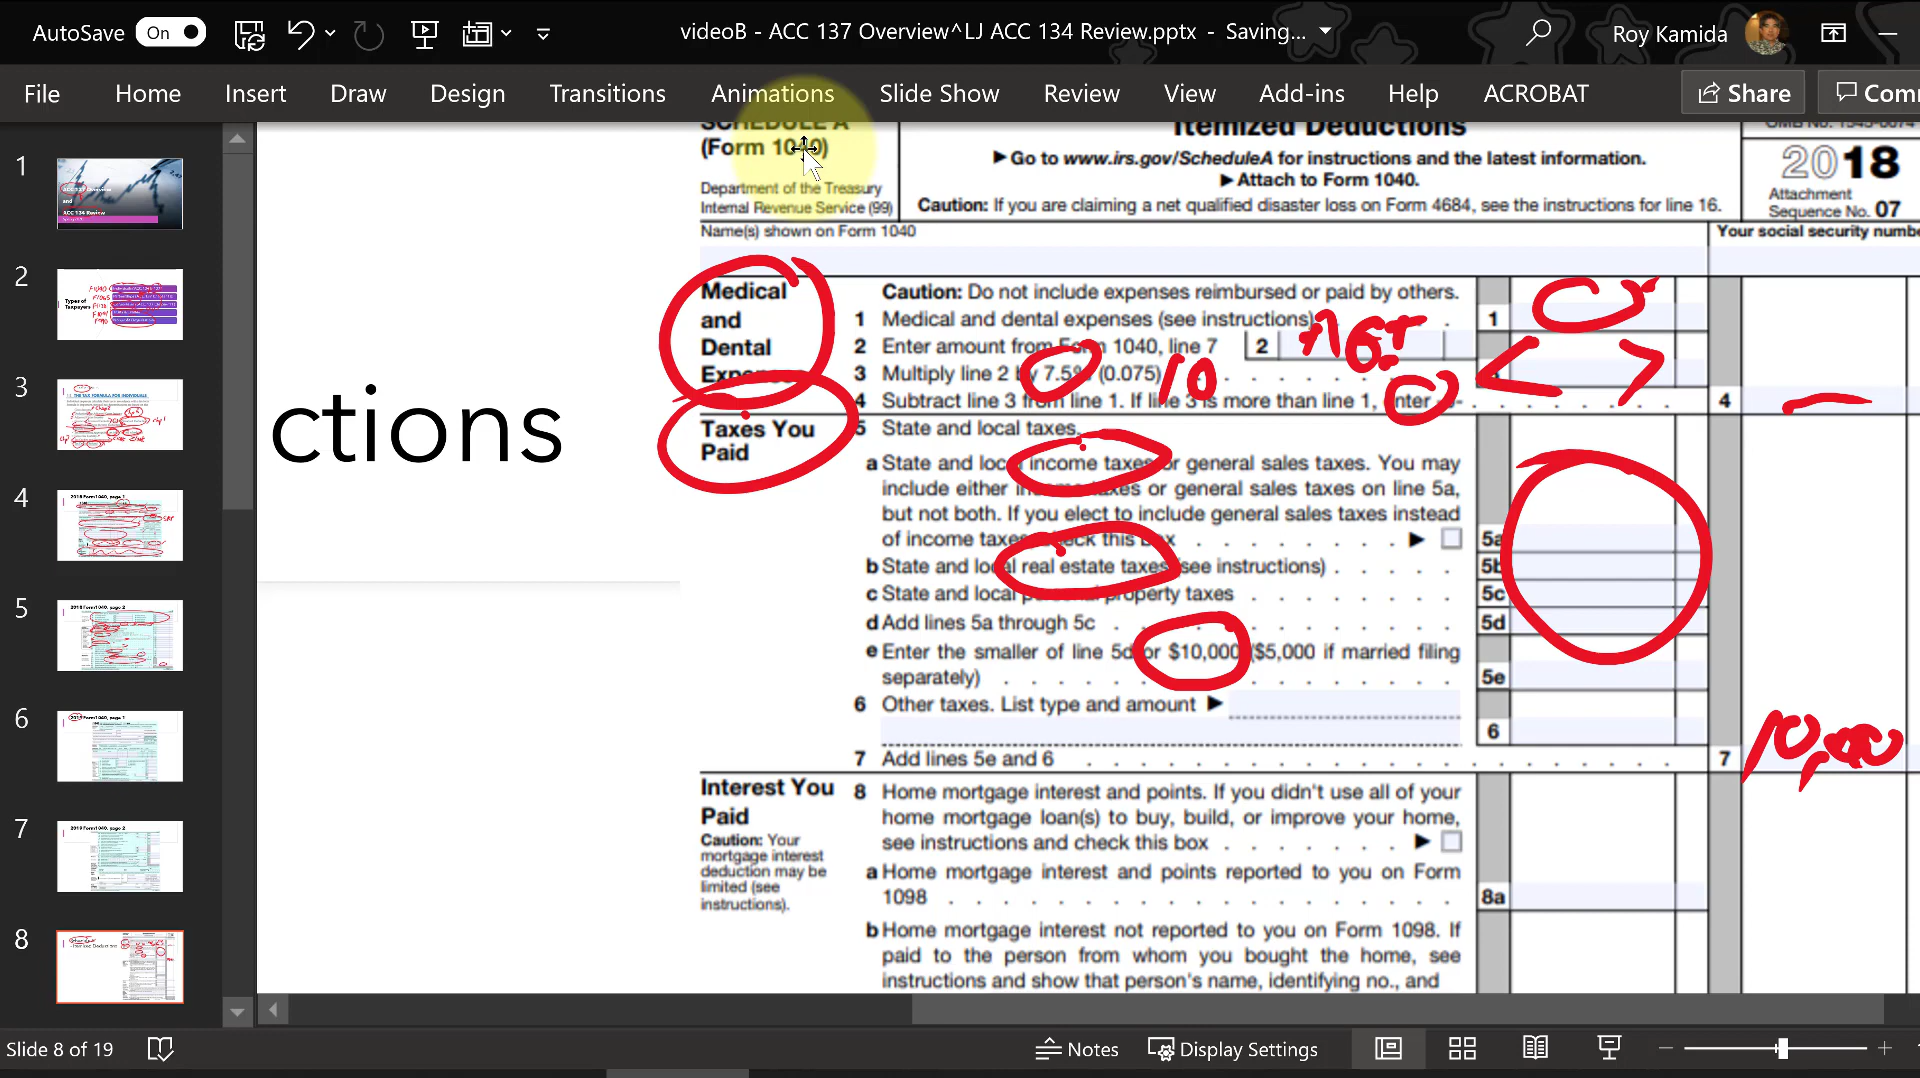 AutoSave On videoB - ACC 137 Overview^LJ ACC 134 Review.pptx - Saving... Roy Kamida
File Home Insert Draw Design Transitions Animations Slide Show Review View Add-ins Help ACROBAT Share Comm
1
2
3
4
5
6
7
8
ctions
SCHEDULE A
(Form 1040)
Department of the Treasury
Internal Revenue Service (99)
Itemized Deductions
▶ Go to www.irs.gov/ScheduleA for instructions and the latest information.
▶ Attach to Form 1040.
Caution: If you are claiming a net qualified disaster loss on Form 4684, see the instructions for line 16.
OMB No. 1545-0074
2018
Attachment
Sequence No. 07
Name(s) shown on Form 1040
Your social security numbe
Medical
and
Dental
Caution: Do not include expenses reimbursed or paid by others.
1 Medical and dental expenses (see instructions) 1
2 Enter amount from Form 1040, line 7 2
AGI
3 Multiply line 2 by 7.5% (0.075)
10
4 Subtract line 3 from line 1. If line 3 is more than line 1, enter -0- 4
Taxes You
Paid
5 State and local taxes.
a State and local income taxes or general sales taxes. You may
include either income taxes or general sales taxes on line 5a,
but not both. If you elect to include general sales taxes instead
of income taxes, check this box ▶ 5a
b State and local real estate taxes (see instructions) 5b
c State and local personal property taxes 5c
d Add lines 5a through 5c 5d
e Enter the smaller of line 5d or $10,000 ($5,000 if married filing
separately) 5e
6 Other taxes. List type and amount ▶
6
7 Add lines 5e and 6 7
10,000
Interest You
Paid
Caution: Your
mortgage interest
deduction may be
limited (see
instructions).
8 Home mortgage interest and points. If you didn't use all of your
home mortgage loan(s) to buy, build, or improve your home,
see instructions and check this box ▶
a Home mortgage interest and points reported to you on Form
1098 8a
b Home mortgage interest not reported to you on Form 1098. If
paid to the person from whom you bought the home, see
instructions and show that person's name, identifying no., and
Slide 8 of 19 Notes Display Settings